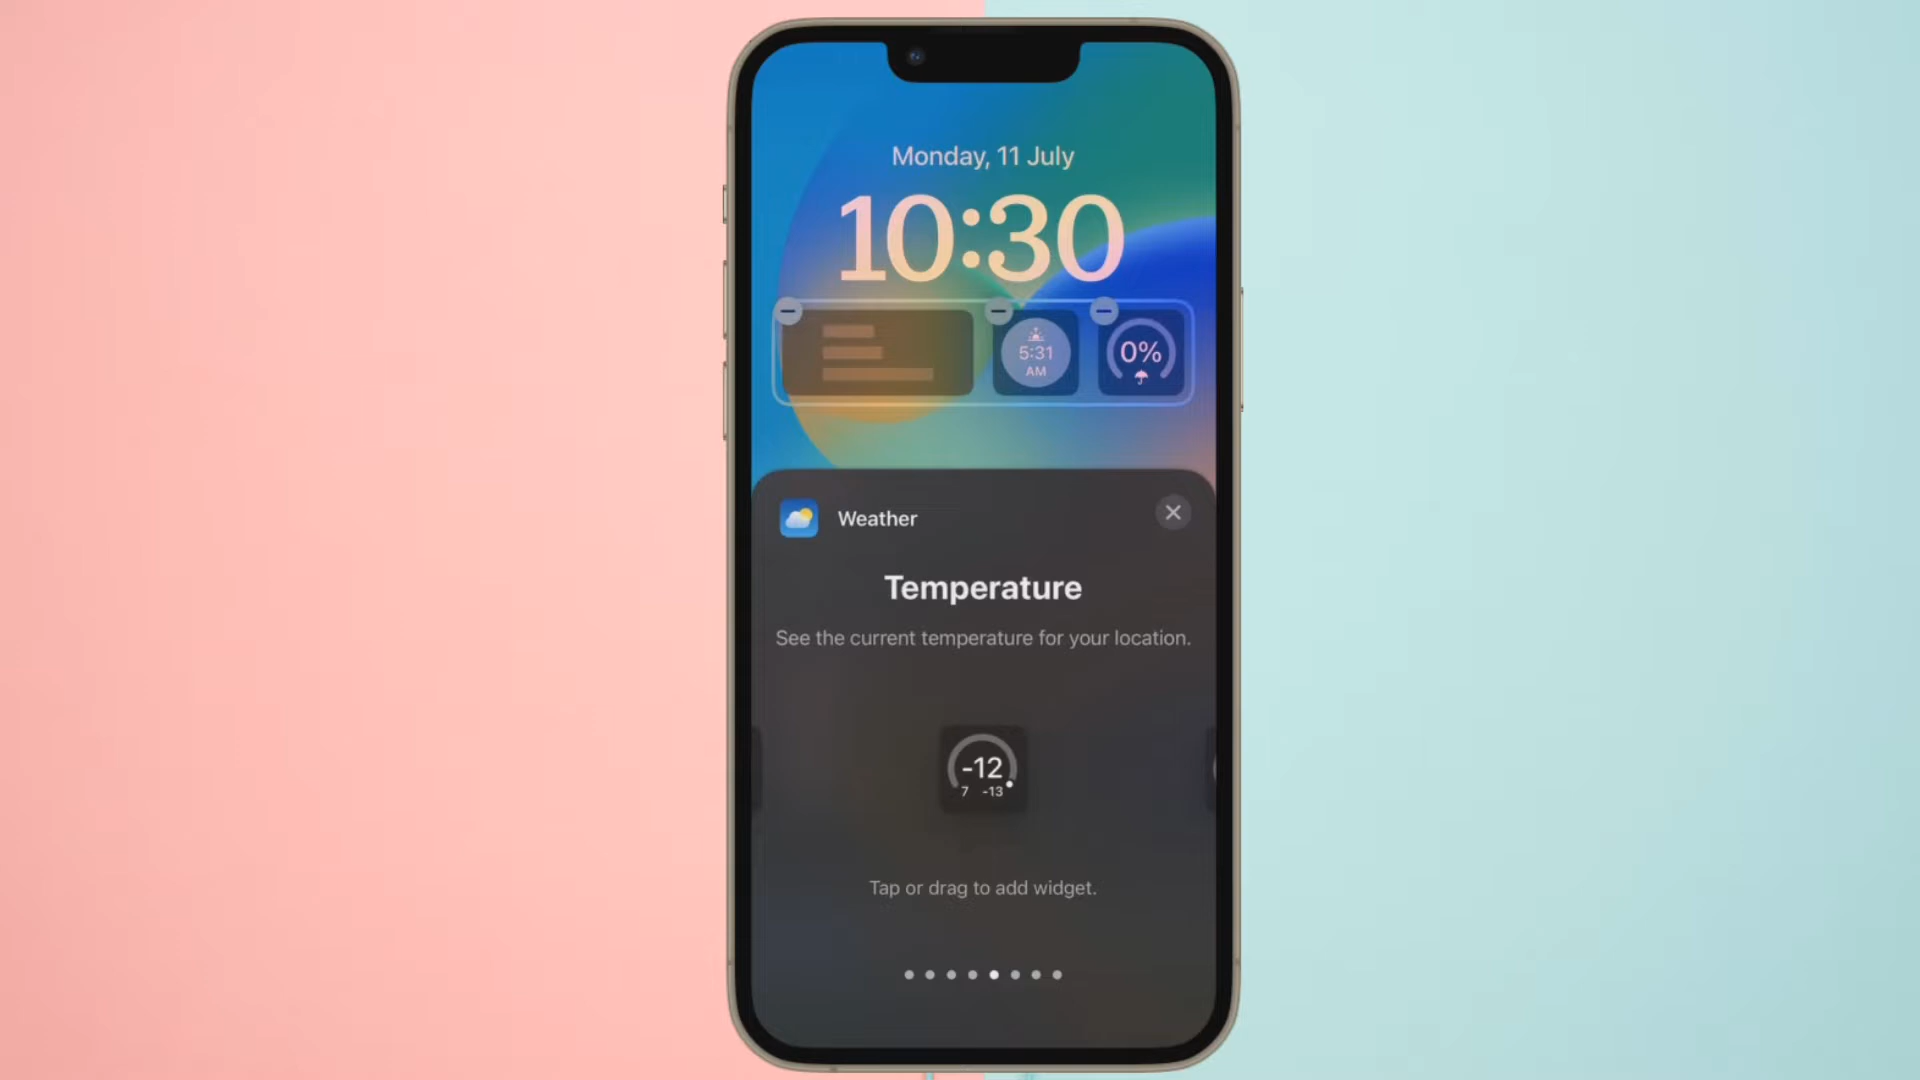 Monday, 11 July
10:30
5:31
AM
0%
Weather
Temperature
See the current temperature for your location.
-12
7 -13
Tap or drag to add widget.